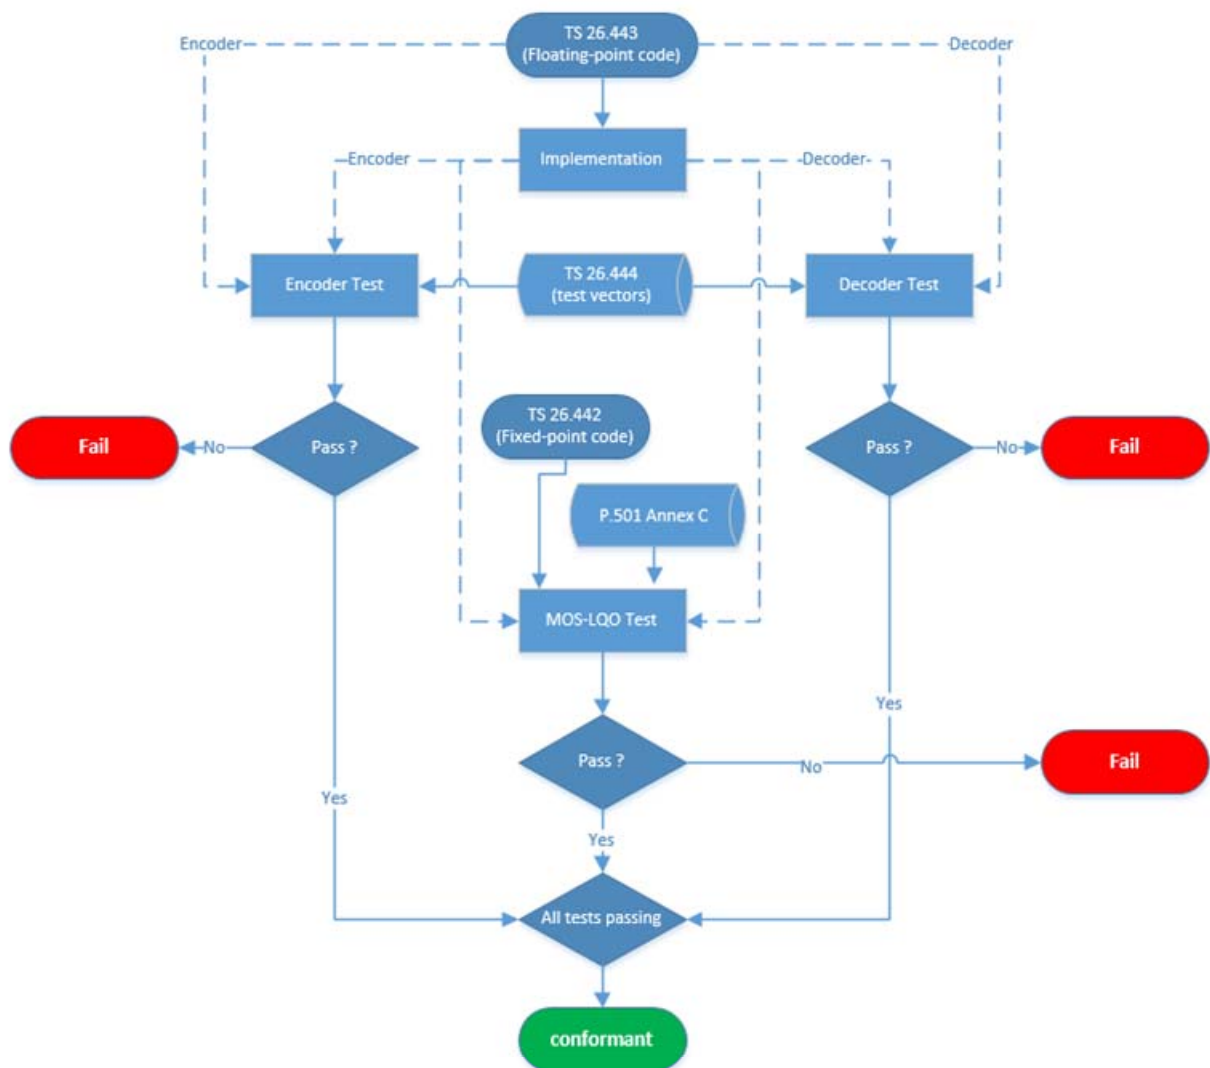 TS 26.443
(Floating-point code)
Encoder
Decoder
Implementation
Encoder
Decoder
TS 26.444
(test vectors)
Encoder Test
Decoder Test
TS 26.442
(Fixed-point code)
Fail
No
Pass ?
Pass ?
No
Fail
P.501 Annex C
MOS-LQO Test
Yes
Pass ?
No
Fail
Yes
Yes
All tests passing
conformant